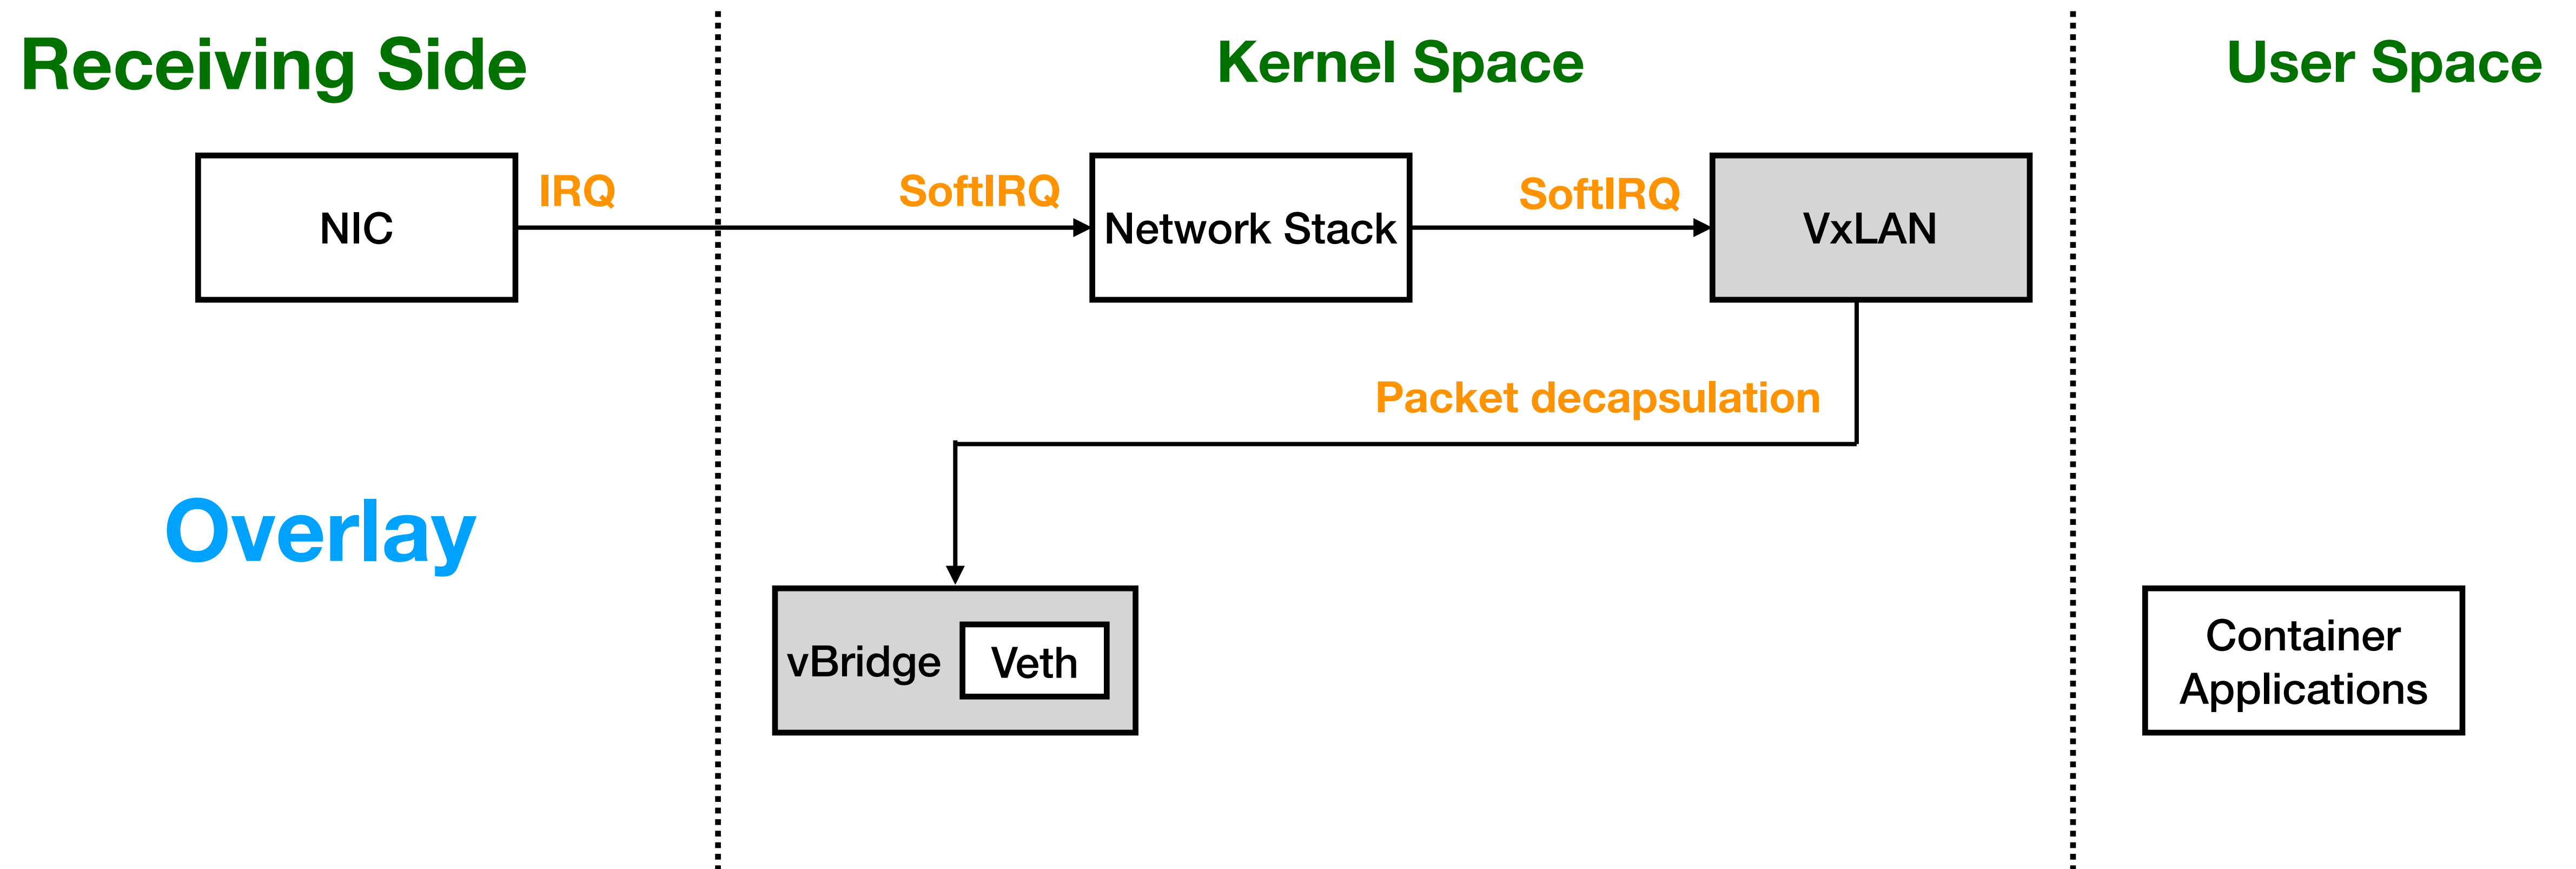 Receiving Side
Kernel Space
User Space
NIC
IRQ
SoftIRQ
Network Stack
SoftIRQ
VxLAN
Packet decapsulation
Overlay
vBridge
Veth
Container
Applications